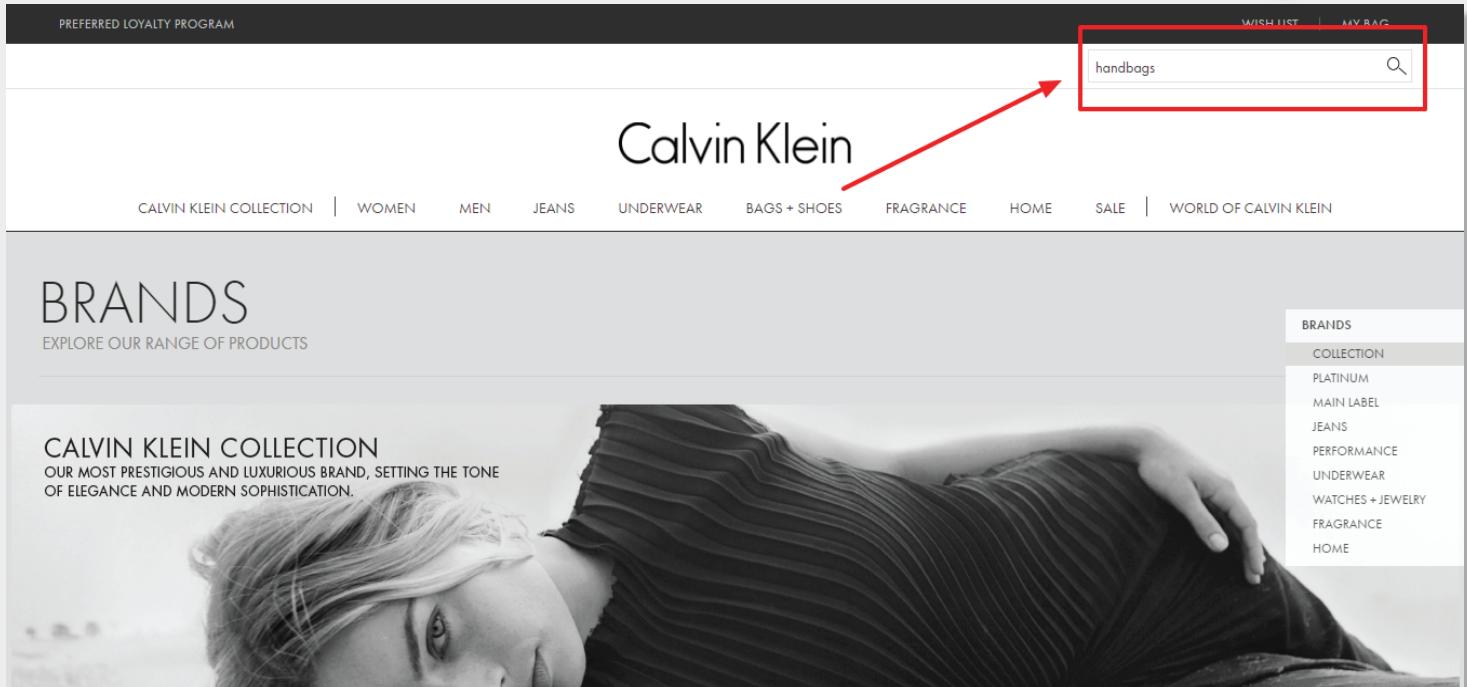 PREFERRED LOYALTY PROGRAM
WISH LIST | MY BAG
handbags
Calvin Klein
CALVIN KLEIN COLLECTION | WOMEN MEN JEANS UNDERWEAR BAGS + SHOES FRAGRANCE HOME SALE | WORLD OF CALVIN KLEIN
BRANDS
EXPLORE OUR RANGE OF PRODUCTS
BRANDS
COLLECTION
PLATINUM
MAIN LABEL
JEANS
PERFORMANCE
UNDERWEAR
WATCHES + JEWELRY
FRAGRANCE
HOME
CALVIN KLEIN COLLECTION
OUR MOST PRESTIGIOUS AND LUXURIOUS BRAND, SETTING THE TONE
OF ELEGANCE AND MODERN SOPHISTICATION.